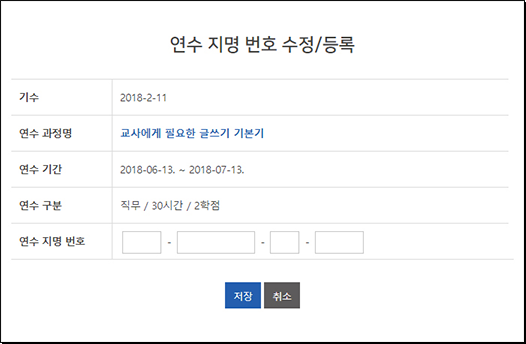 연수 지명 번호 수정/등록
기수 2018-2-11
연수 과정명 교사에게 필요한 글쓰기 기본기
연수 기간 2018-06-13. ~ 2018-07-13.
연수 구분 직무 / 30시간 / 2학점
연수 지명 번호 - - -
저장 취소